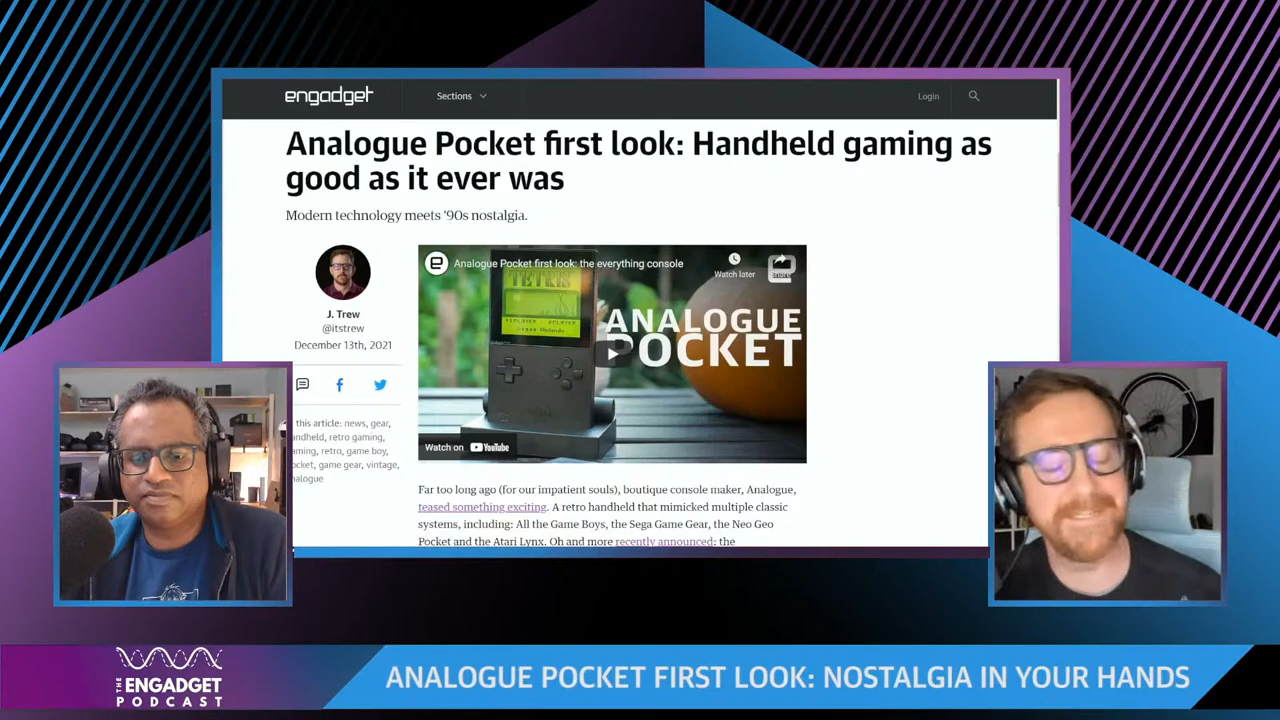 engadget
Sections
Login
Analogue Pocket first look: Handheld gaming as
good as it ever was
Modern technology meets '90s nostalgia.
J. Trew
@itstrew
December 13th, 2021
this article: news, gear,
andheld, retro gaming,
aming, retro, game boy,
ocket, game gear, vintage,
nalogue
Analogue Pocket first look: the everything console
Watch later
Share
TETRIS
ANALOGUE
POCKET
Watch on YouTube
Far too long ago (for our impatient souls), boutique console maker, Analogue,
teased something exciting. A retro handheld that mimicked multiple classic
systems, including: All the Game Boys, the Sega Game Gear, the Neo Geo
Pocket and the Atari Lynx. Oh and more recently announced: the
THE
ENGADGET
PODCAST
ANALOGUE POCKET FIRST LOOK: NOSTALGIA IN YOUR HANDS